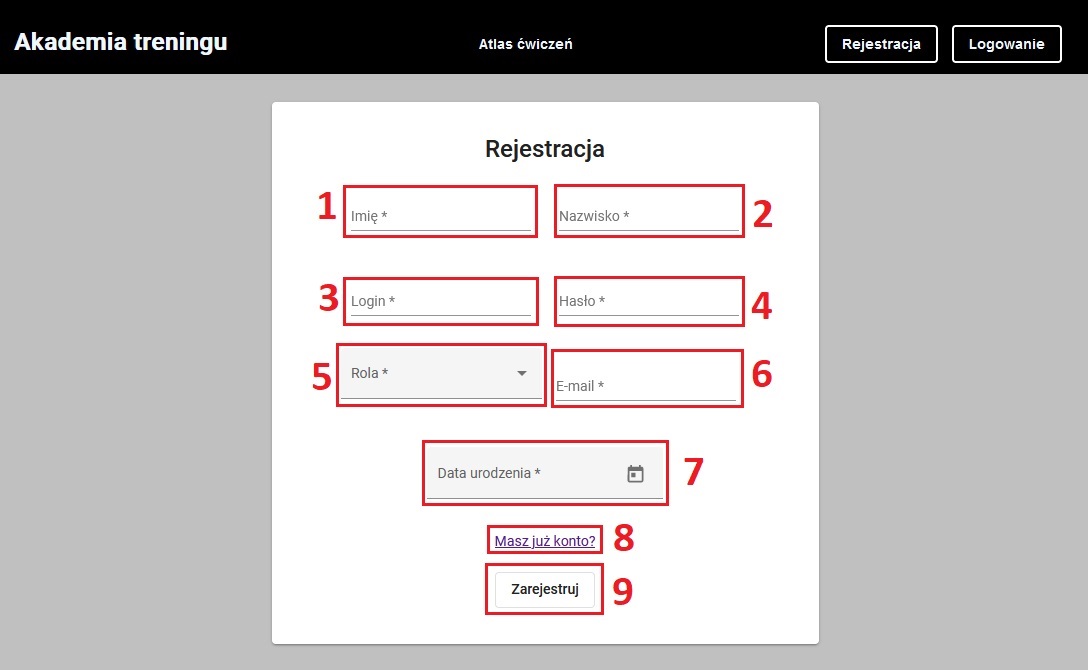 Akademia treningu
Atlas ćwiczeń
Rejestracja
Logowanie
Rejestracja
1
Imię *
Nazwisko *
2
3
Login *
Hasło *
4
5
Rola *
E-mail *
6
Data urodzenia *
7
Masz już konto?
8
Zarejestruj
9